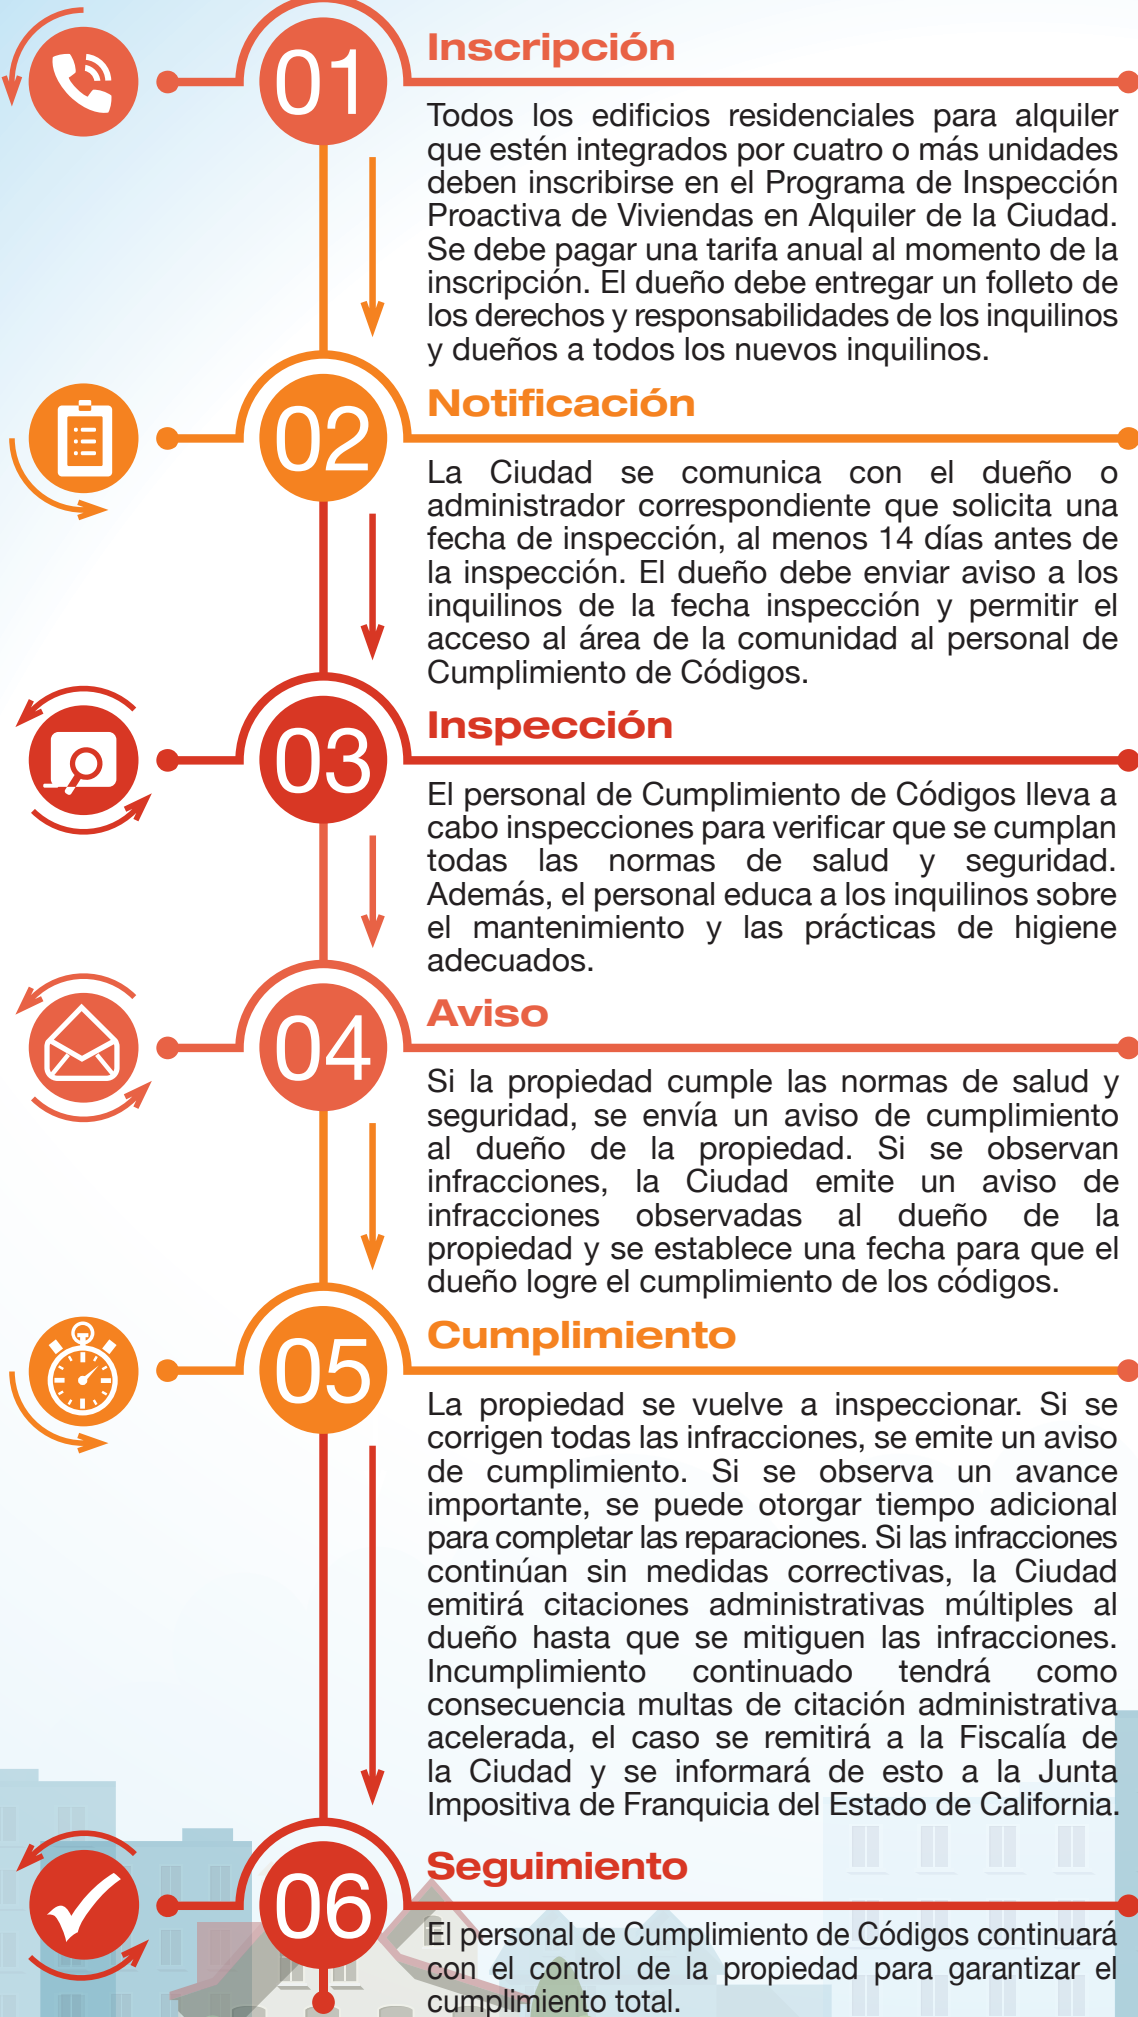 01
Inscripción
Todos los edificios residenciales para alquiler
que estén integrados por cuatro o más unidades
deben inscribirse en el Programa de Inspección
Proactiva de Viviendas en Alquiler de la Ciudad.
Se debe pagar una tarifa anual al momento de la
inscripción. El dueño debe entregar un folleto de
los derechos y responsabilidades de los inquilinos
y dueños a todos los nuevos inquilinos.
02
Notificación
La Ciudad se comunica con el dueño o
administrador correspondiente que solicita una
fecha de inspección, al menos 14 días antes de
la inspección. El dueño debe enviar aviso a los
inquilinos de la fecha inspección y permitir el
acceso al área de la comunidad al personal de
Cumplimiento de Códigos.
03
Inspección
El personal de Cumplimiento de Códigos lleva a
cabo inspecciones para verificar que se cumplan
todas las normas de salud y seguridad.
Además, el personal educa a los inquilinos sobre
el mantenimiento y las prácticas de higiene
adecuados.
04
Aviso
Si la propiedad cumple las normas de salud y
seguridad, se envía un aviso de cumplimiento
al dueño de la propiedad. Si se observan
infracciones, la Ciudad emite un aviso de
infracciones observadas al dueño de la
propiedad y se establece una fecha para que el
dueño logre el cumplimiento de los códigos.
05
Cumplimiento
La propiedad se vuelve a inspeccionar. Si se
corrigen todas las infracciones, se emite un aviso
de cumplimiento. Si se observa un avance
importante, se puede otorgar tiempo adicional
para completar las reparaciones. Si las infracciones
continúan sin medidas correctivas, la Ciudad
emitirá citaciones administrativas múltiples al
dueño hasta que se mitiguen las infracciones.
Incumplimiento continuado tendrá como
consecuencia multas de citación administrativa
acelerada, el caso se remitirá a la Fiscalía de
la Ciudad y se informará de esto a la Junta
Impositiva de Franquicia del Estado de California.
06
Seguimiento
El personal de Cumplimiento de Códigos continuará
con el control de la propiedad para garantizar el
cumplimiento total.